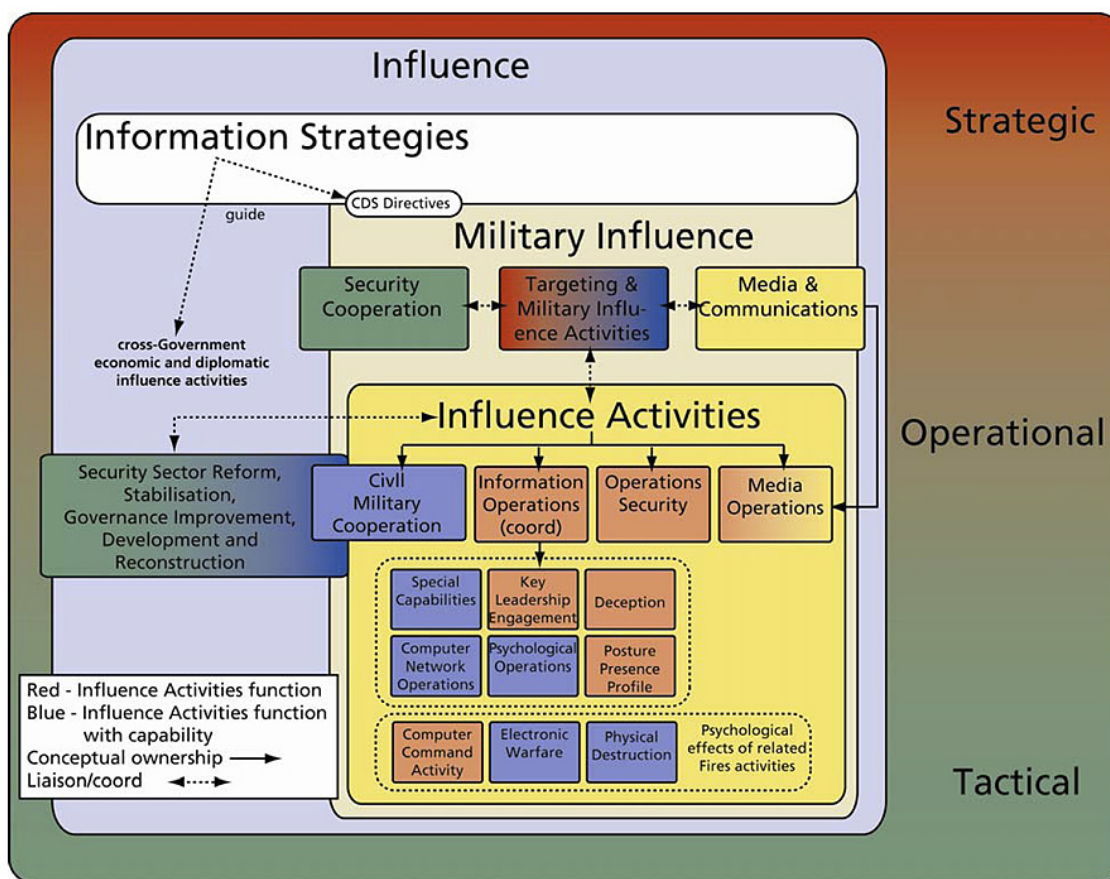 Influence
Strategic
Information Strategies
guide
CDS Directives
Military Influence
Security
Cooperation
Targeting &
Military Influ-
ence Activities
Media &
Communications
cross-Government
economic and diplomatic
influence activities
Influence Activities
Operational
Security Sector Reform,
Stabilisation,
Governance Improvement,
Development and
Reconstruction
Civil
Military
Cooperation
Information
Operations
(coord)
Operations
Security
Media
Operations
Special
Capabilities
Key
Leadership
Engagement
Deception
Computer
Network
Operations
Psychological
Operations
Posture
Presence
Profile
Computer
Command
Activity
Electronic
Warfare
Physical
Destruction
Psychological
effects of related
Fires activities
Tactical
Red - Influence Activities function
Blue - Influence Activities function
with capability
Conceptual ownership
Liaison/coord